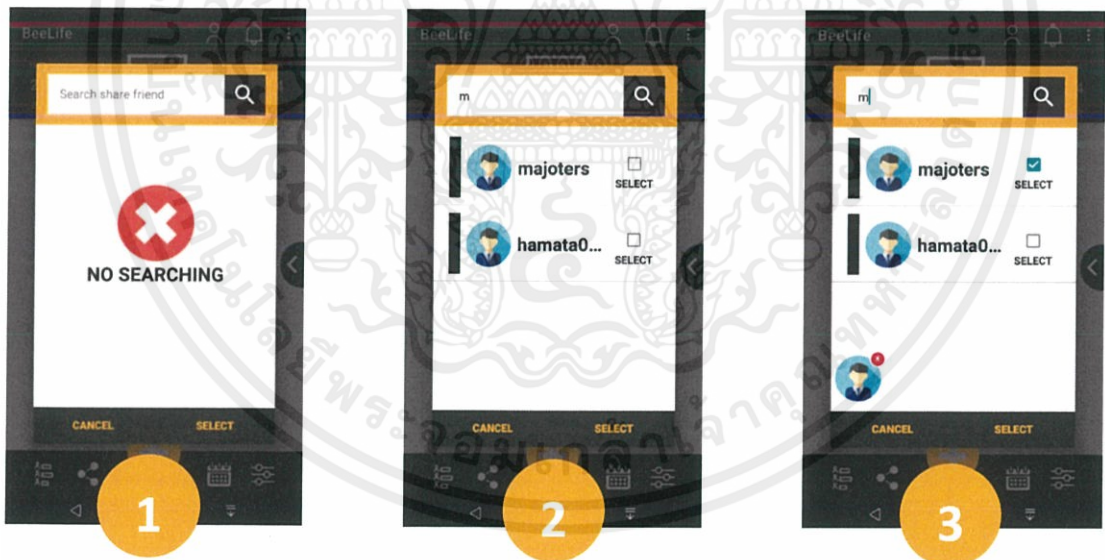 BeeLife
Search share friend
NO SEARCHING
CANCEL SELECT
1
BeeLife
m
majoters
SELECT
hamata0...
SELECT
CANCEL SELECT
2
BeeLife
m
majoters
SELECT
hamata0...
SELECT
x
CANCEL SELECT
3